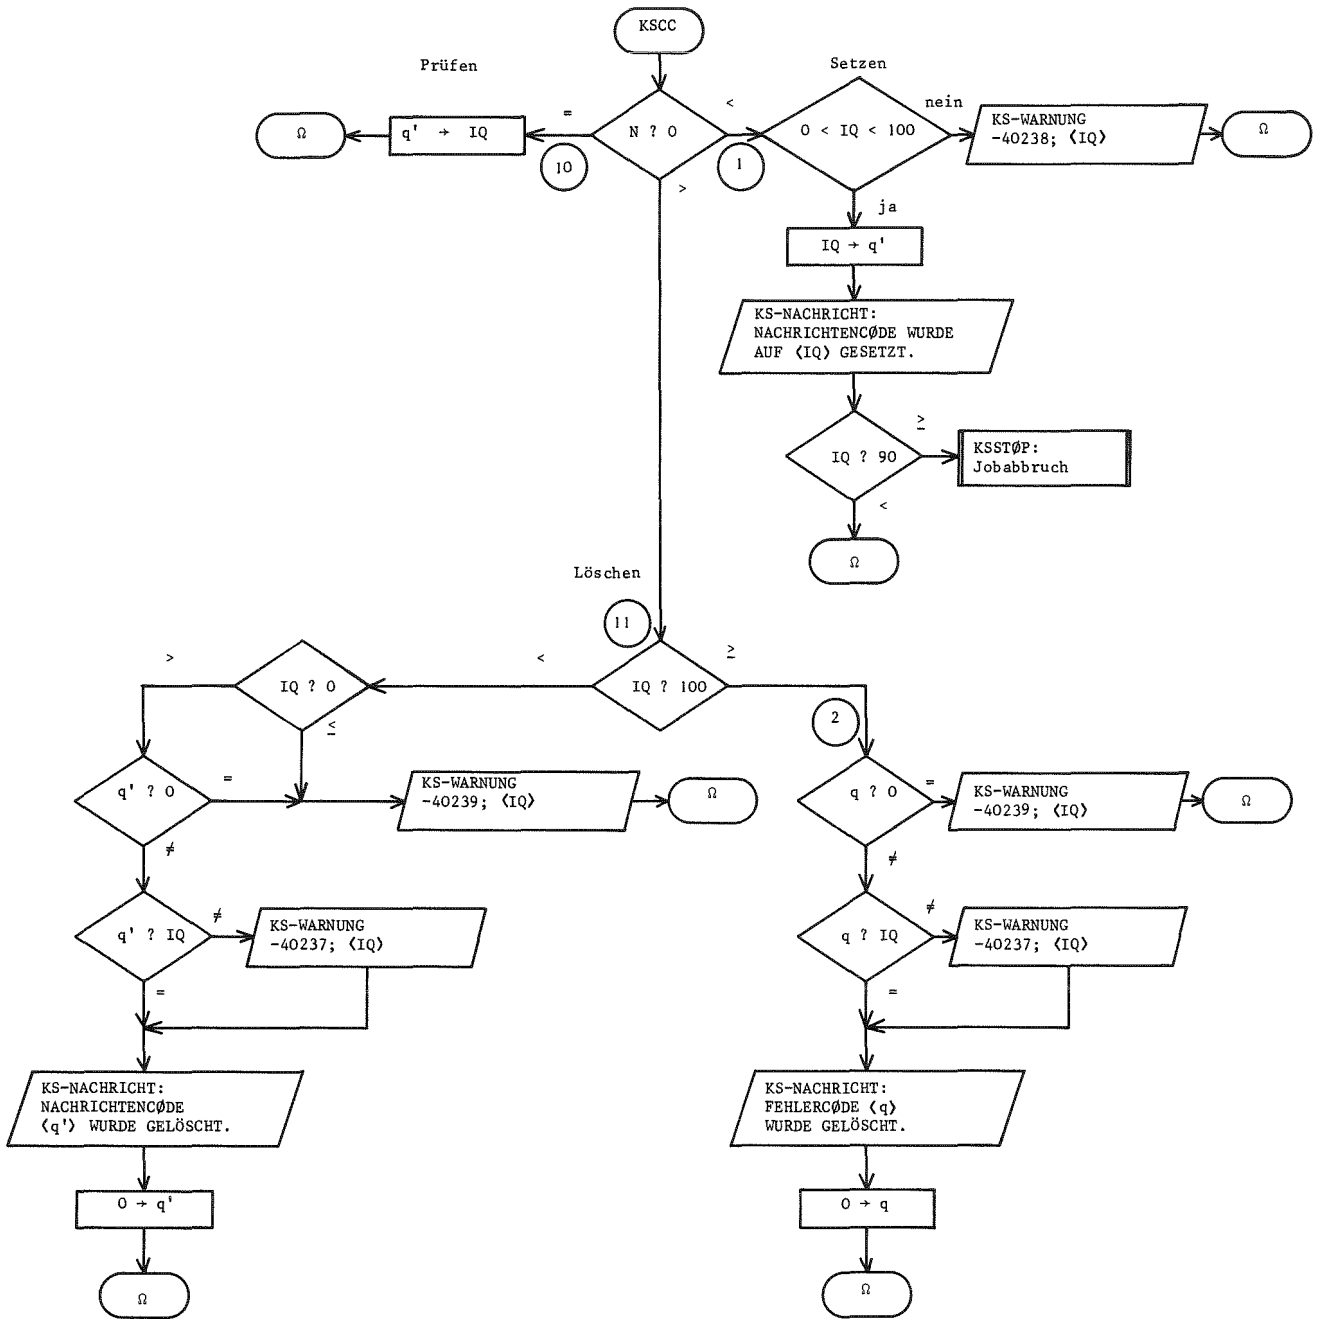 KSCC
Prüfen
Setzen
Ω
q' → IQ
=
10
N ? 0
<
1
>
0 < IQ < 100
nein
KS-WARNUNG
-40238; ⟨IQ⟩
Ω
ja
IQ → q'
KS-NACHRICHT:
NACHRICHTENCØDE WURDE
AUF ⟨IQ⟩ GESETZT.
IQ ? 90
≥
KSSTØP:
Jobabbruch
<
Ω
Löschen
11
>
IQ ? 0
≤
<
IQ ? 100
≥
2
q' ? 0
=
KS-WARNUNG
-40239; ⟨IQ⟩
Ω
q ? 0
=
KS-WARNUNG
-40239; ⟨IQ⟩
Ω
≠
≠
q' ? IQ
≠
KS-WARNUNG
-40237; ⟨IQ⟩
q ? IQ
≠
KS-WARNUNG
-40237; ⟨IQ⟩
=
=
KS-NACHRICHT:
NACHRICHTENCØDE
⟨q'⟩ WURDE GELÖSCHT.
KS-NACHRICHT:
FEHLERCØDE ⟨q⟩
WURDE GELÖSCHT.
0 → q'
0 → q
Ω
Ω